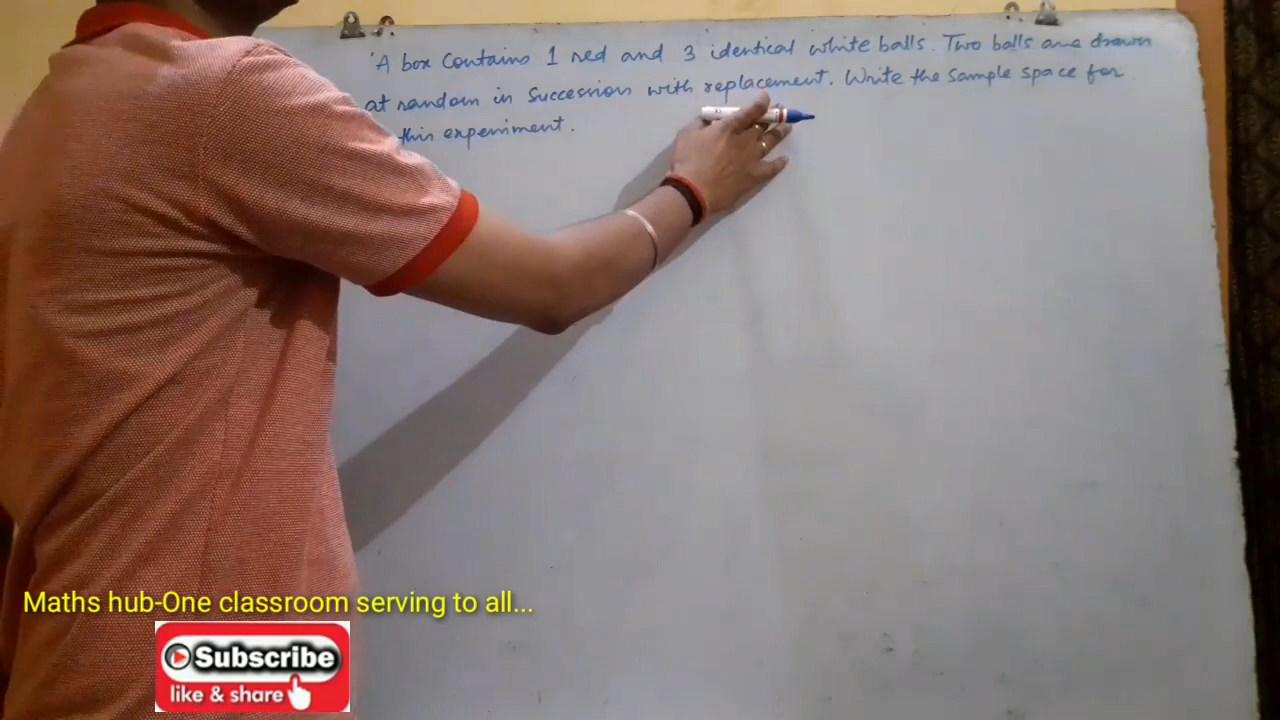 A box contains 1 red and 3 identical white balls. Two balls are drawn
at random in succession with replacement. Write the sample space for
this experiment.
Maths hub-One classroom serving to all...
Subscribe
like & share